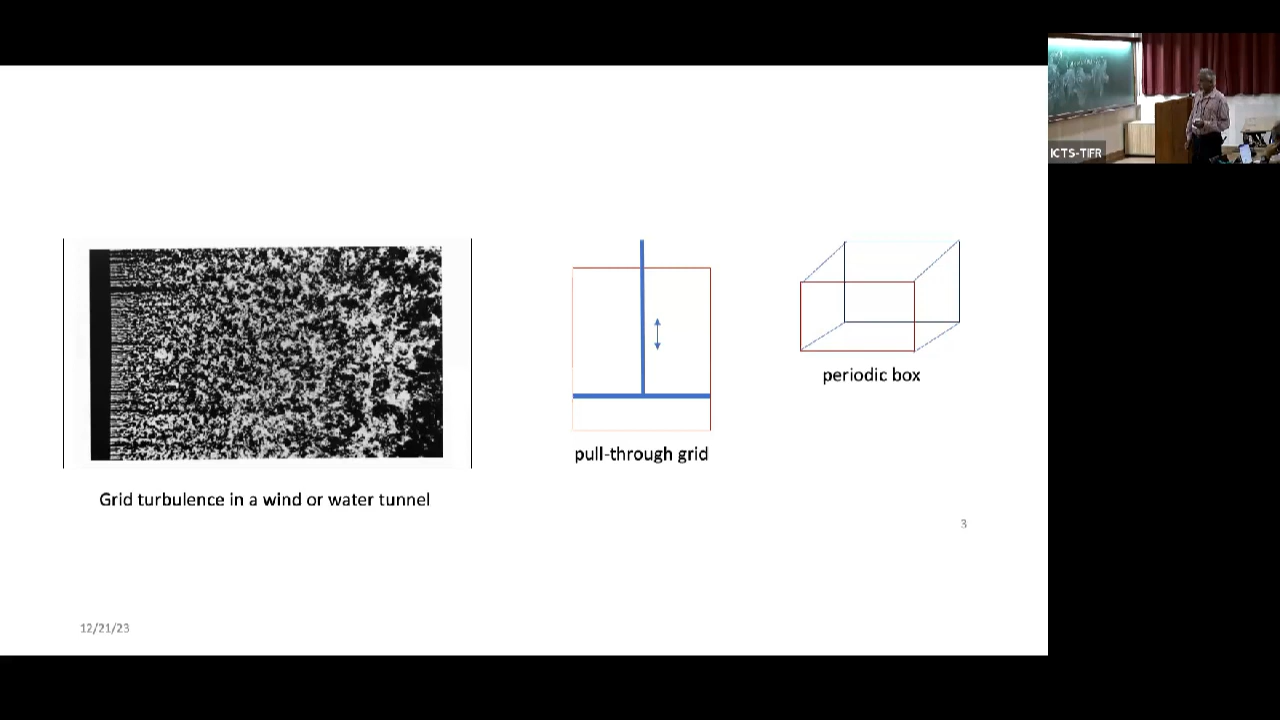 ICTS-TIFR
periodic box
pull-through grid
Grid turbulence in a wind or water tunnel
3
12/21/23